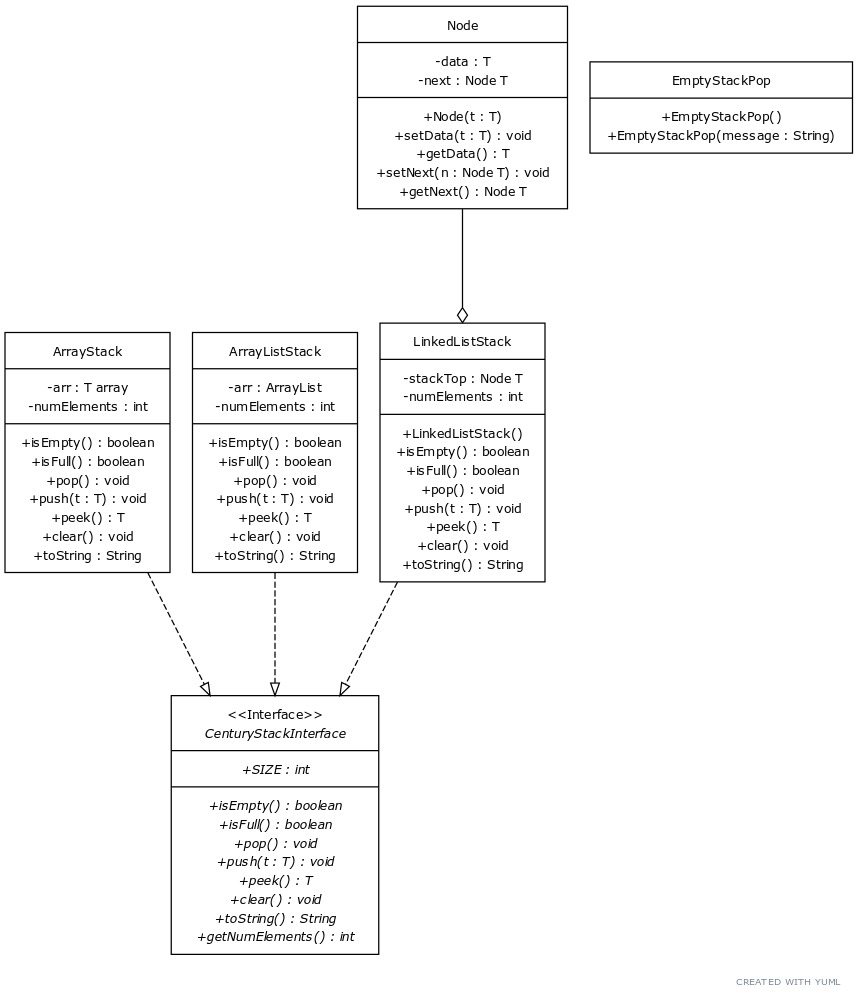 Node
-data : T
-next : Node T
+Node(t : T)
+setData(t : T) : void
+getData() : T
+setNext(n : Node T) : void
+getNext() : Node T
EmptyStackPop
+EmptyStackPop()
+EmptyStackPop(message : String)
ArrayStack
-arr : T array
-numElements : int
+isEmpty() : boolean
+isFull() : boolean
+pop() : void
+push(t : T) : void
+peek() : T
+clear() : void
+toString : String
ArrayListStack
-arr : ArrayList
-numElements : int
+isEmpty() : boolean
+isFull() : boolean
+pop() : void
+push(t : T) : void
+peek() : T
+clear() : void
+toString() : String
LinkedListStack
-stackTop : Node T
-numElements : int
+LinkedListStack()
+isEmpty() : boolean
+isFull() : boolean
+pop() : void
+push(t : T) : void
+peek() : T
+clear() : void
+toString() : String
<<Interface>>
CenturyStackInterface
+SIZE : int
+isEmpty() : boolean
+isFull() : boolean
+pop() : void
+push(t : T) : void
+peek() : T
+clear() : void
+toString() : String
+getNumElements() : int
CREATED WITH YUML